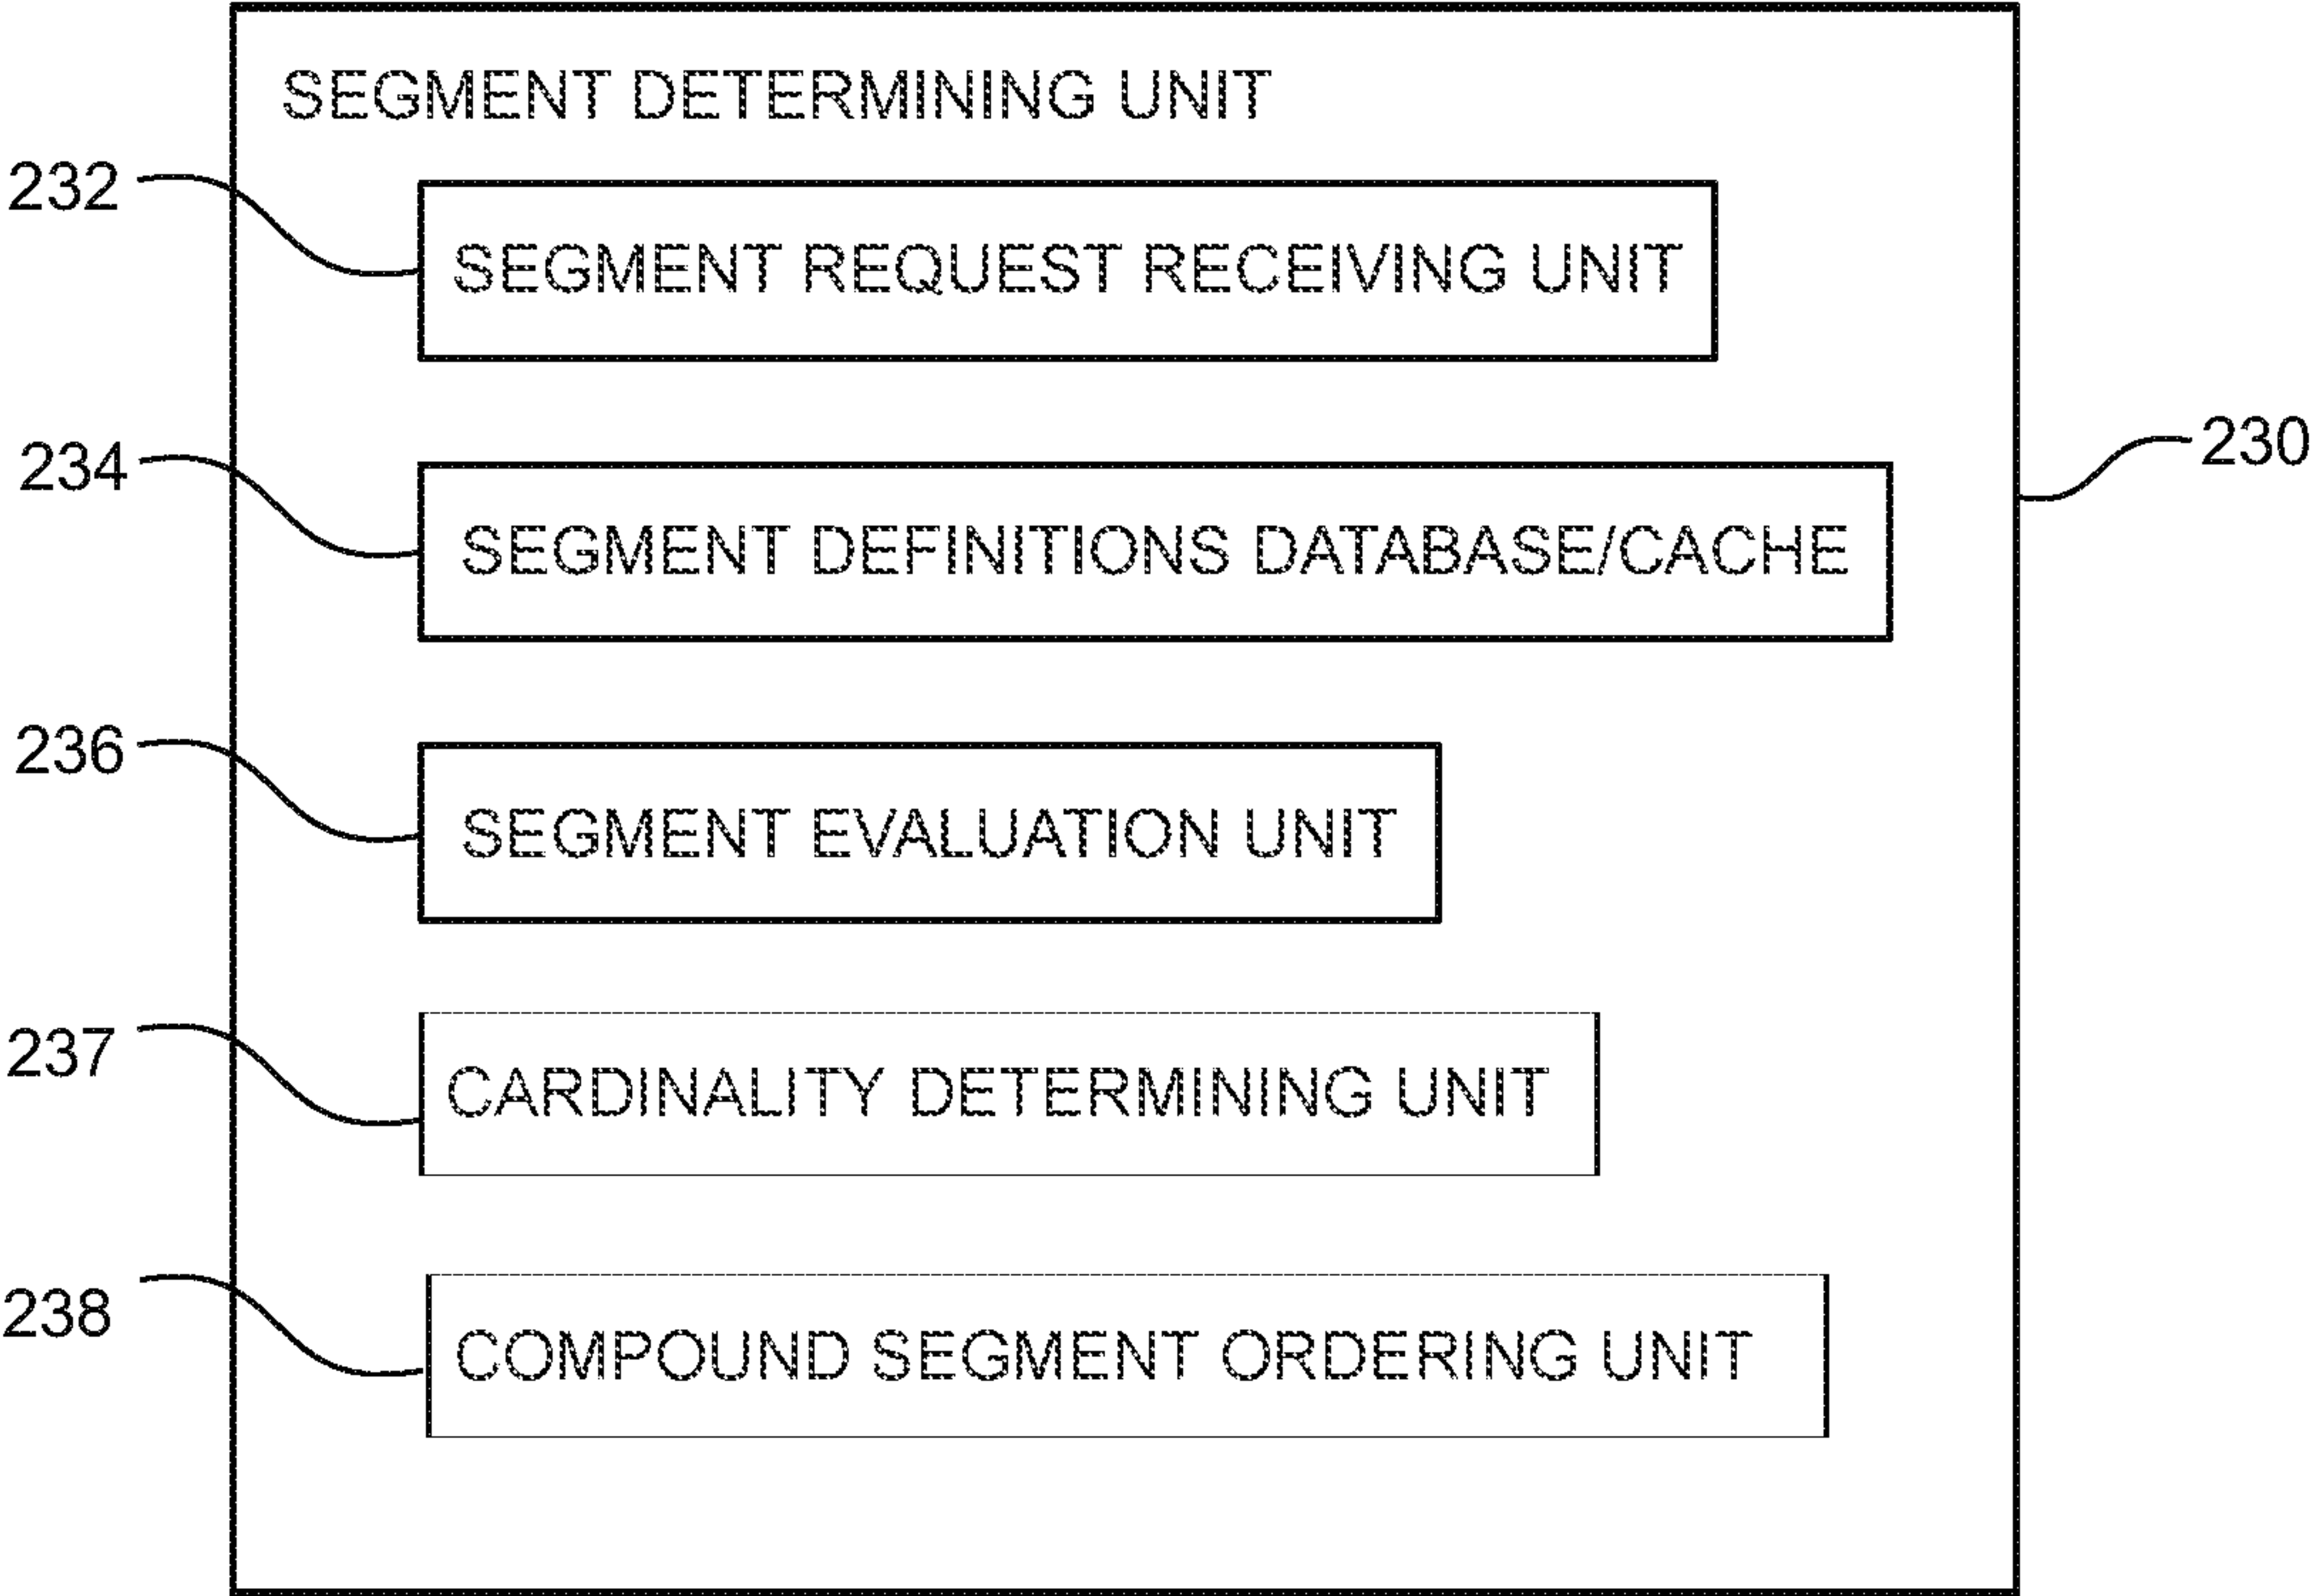 SEGMENT DETERMINING UNIT
232
SEGMENT REQUEST RECEIVING UNIT
230
234
SEGMENT DEFINITIONS DATABASE/CACHE
236
SEGMENT EVALUATION UNIT
237
CARDINALITY DETERMINING UNIT
238
COMPOUND SEGMENT ORDERING UNIT